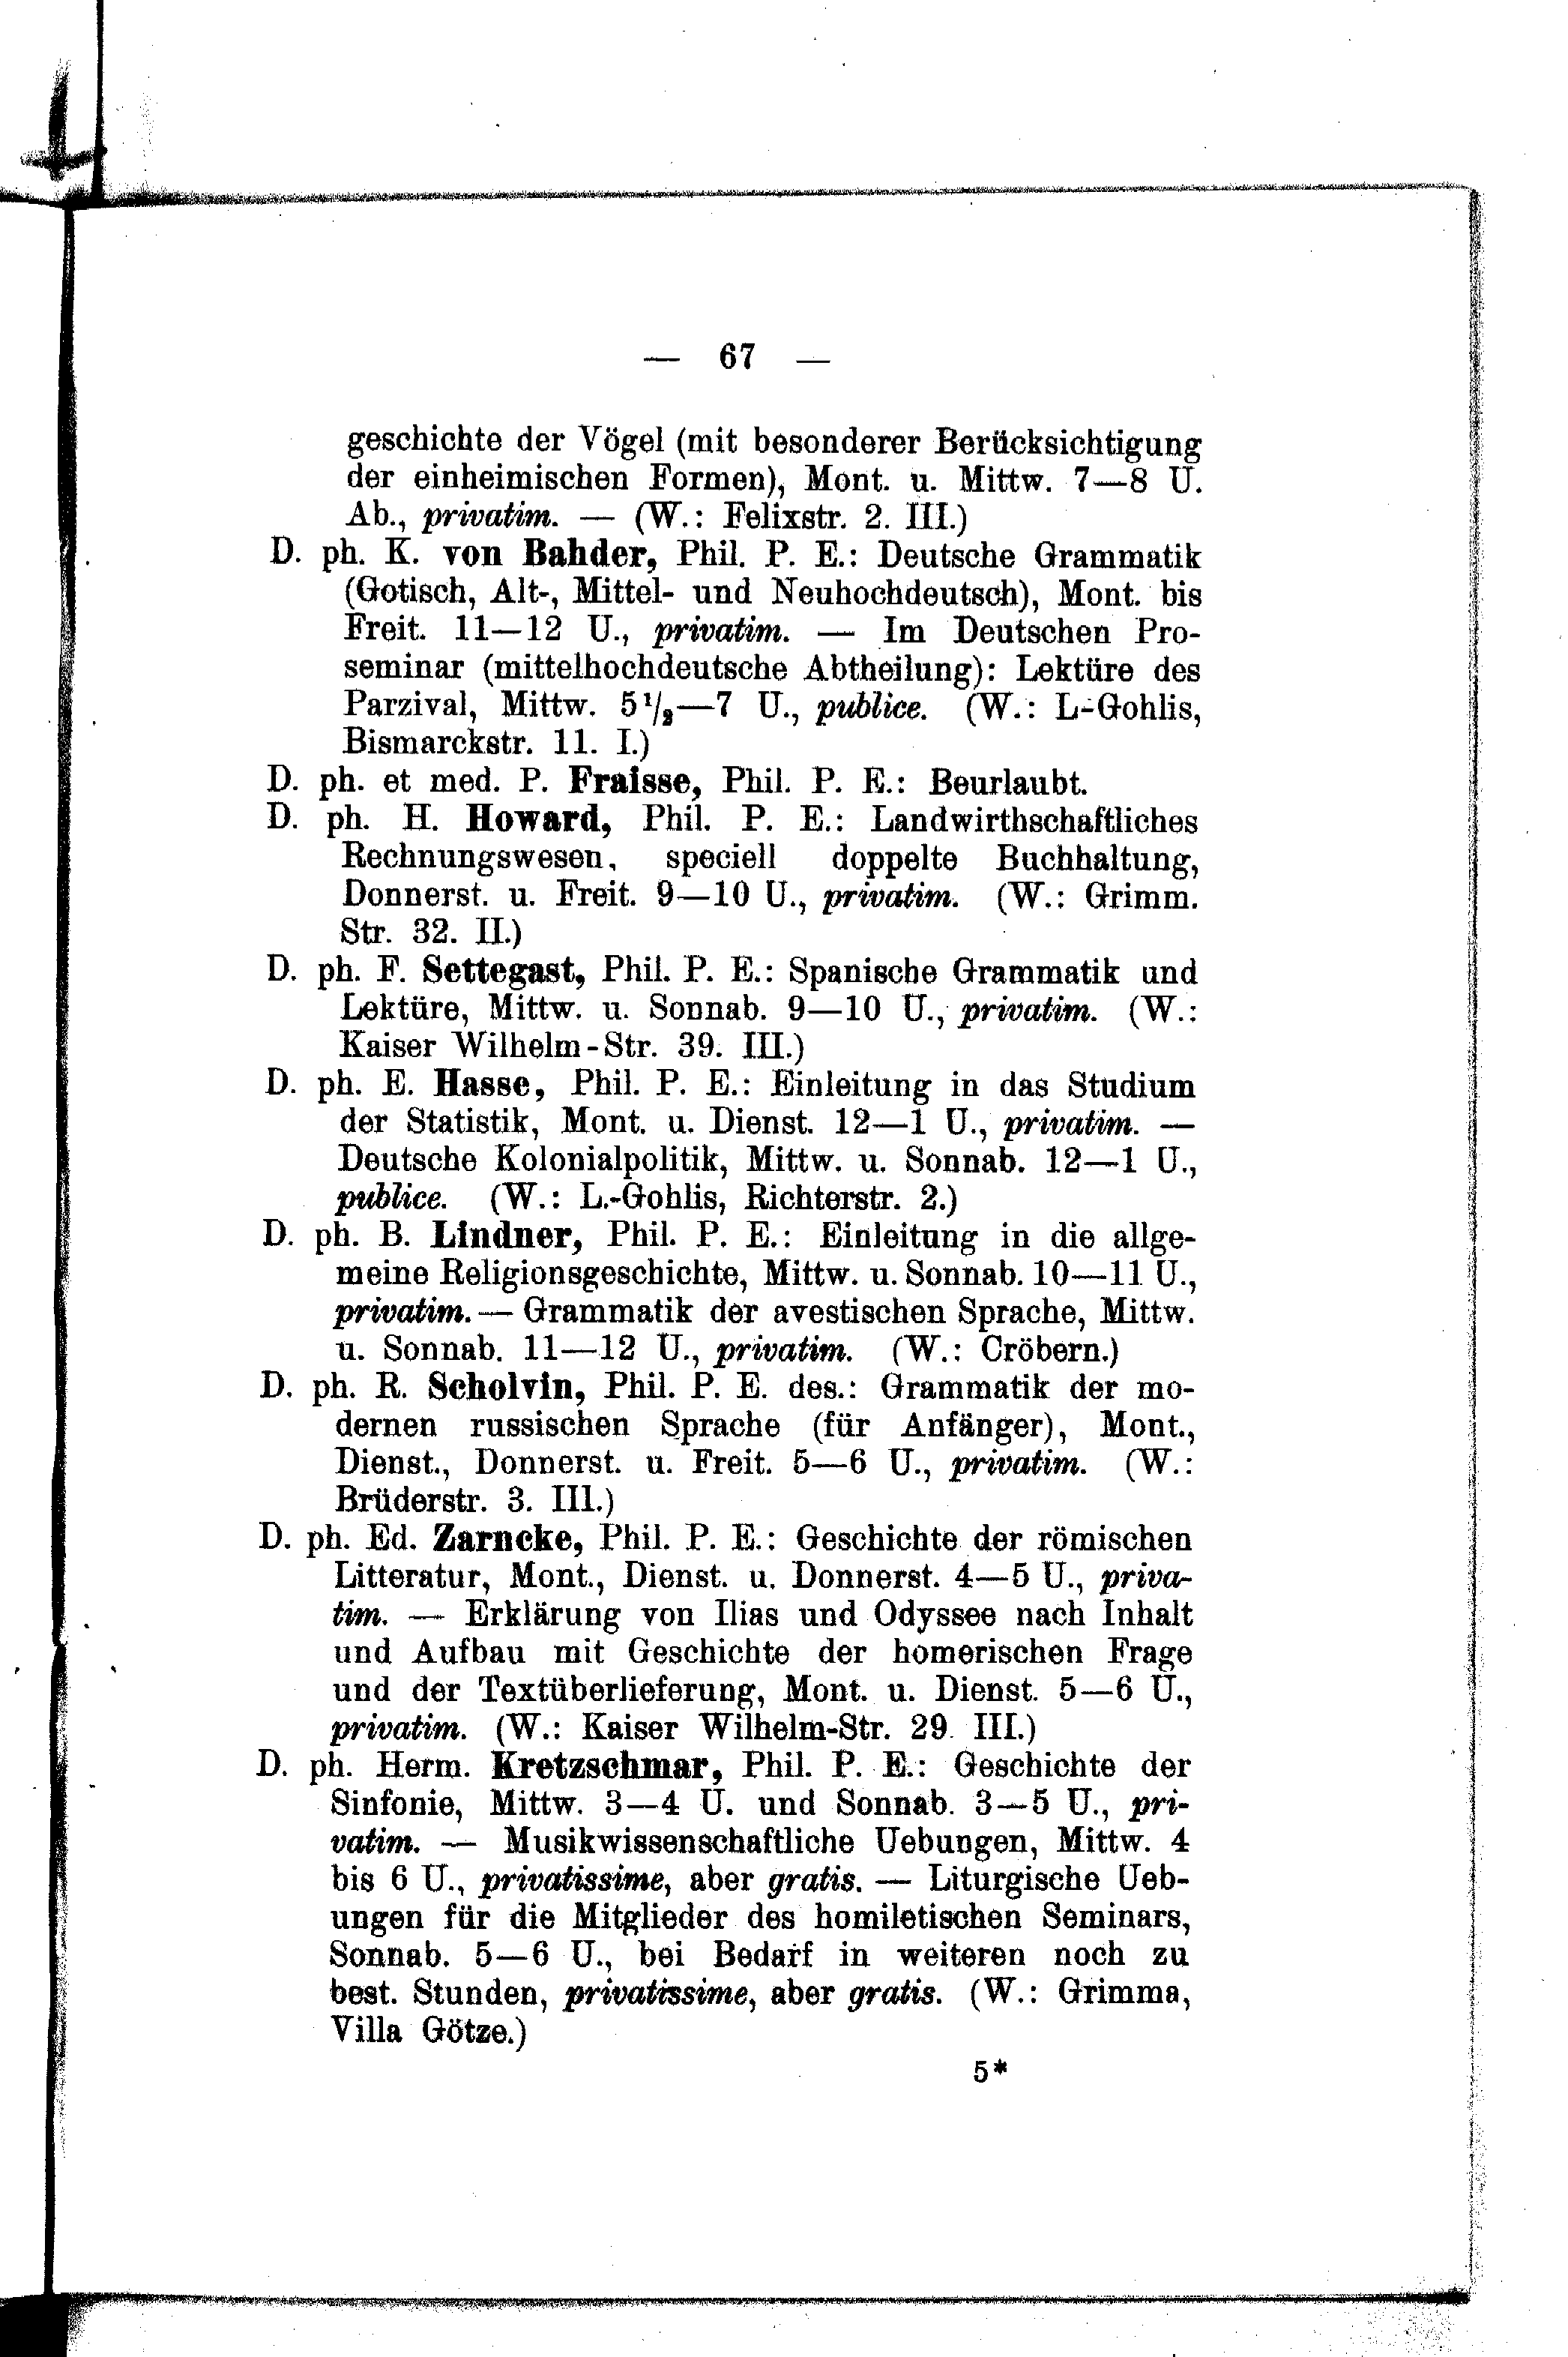 — 67 —
geschichte der Vögel (mit besonderer Berücksichtigung
der einheimischen Formen), Mont. u. Mittw. 7—8 U.
Ab., privatim. — (W.: Felixstr. 2. III.)
D. ph. K. von Bahder, Phil. P. E.: Deutsche Grammatik
(Gotisch, Alt-, Mittel- und Neuhochdeutsch), Mont. bis
Freit. 11—12 U., privatim. — Im Deutschen Pro-
seminar (mittelhochdeutsche Abtheilung): Lektüre des
Parzival, Mittw. 5 1/2—7 U., publice. (W.: L-Gohlis,
Bismarckstr. 11. I.)
D. ph. et med. P. Fraisse, Phil. P. E.: Beurlaubt.
D. ph. H. Howard, Phil. P. E.: Landwirthschaftliches
Rechnungswesen, speciell doppelte Buchhaltung,
Donnerst. u. Freit. 9—10 U., privatim. (W.: Grimm.
Str. 32. II.)
D. ph. F. Settegast, Phil. P. E.: Spanische Grammatik und
Lektüre, Mittw. u. Sonnab. 9—10 U., privatim. (W.:
Kaiser Wilhelm-Str. 39. III.)
D. ph. E. Hasse, Phil. P. E.: Einleitung in das Studium
der Statistik, Mont. u. Dienst. 12—1 U., privatim. —
Deutsche Kolonialpolitik, Mittw. u. Sonnab. 12—1 U.,
publice. (W.: L.-Gohlis, Richterstr. 2.)
D. ph. B. Lindner, Phil. P. E.: Einleitung in die allge-
meine Religionsgeschichte, Mittw. u. Sonnab. 10—11 U.,
privatim. — Grammatik der avestischen Sprache, Mittw.
u. Sonnab. 11—12 U., privatim. (W.: Cröbern.)
D. ph. R. Scholvin, Phil. P. E. des.: Grammatik der mo-
dernen russischen Sprache (für Anfänger), Mont.,
Dienst., Donnerst. u. Freit. 5—6 U., privatim. (W.:
Brüderstr. 3. III.)
D. ph. Ed. Zarncke, Phil. P. E.: Geschichte der römischen
Litteratur, Mont., Dienst. u. Donnerst. 4—5 U., priva-
tim. — Erklärung von Ilias und Odyssee nach Inhalt
und Aufbau mit Geschichte der homerischen Frage
und der Textüberlieferung, Mont. u. Dienst. 5—6 U.,
privatim. (W.: Kaiser Wilhelm-Str. 29. III.)
D. ph. Herm. Kretzschmar, Phil. P. E.: Geschichte der
Sinfonie, Mittw. 3—4 U. und Sonnab. 3—5 U., pri-
vatim. — Musikwissenschaftliche Uebungen, Mittw. 4
bis 6 U., privatissime, aber gratis. — Liturgische Ueb-
ungen für die Mitglieder des homiletischen Seminars,
Sonnab. 5—6 U., bei Bedarf in weiteren noch zu
best. Stunden, privatissime, aber gratis. (W.: Grimma,
Villa Götze.)
5*